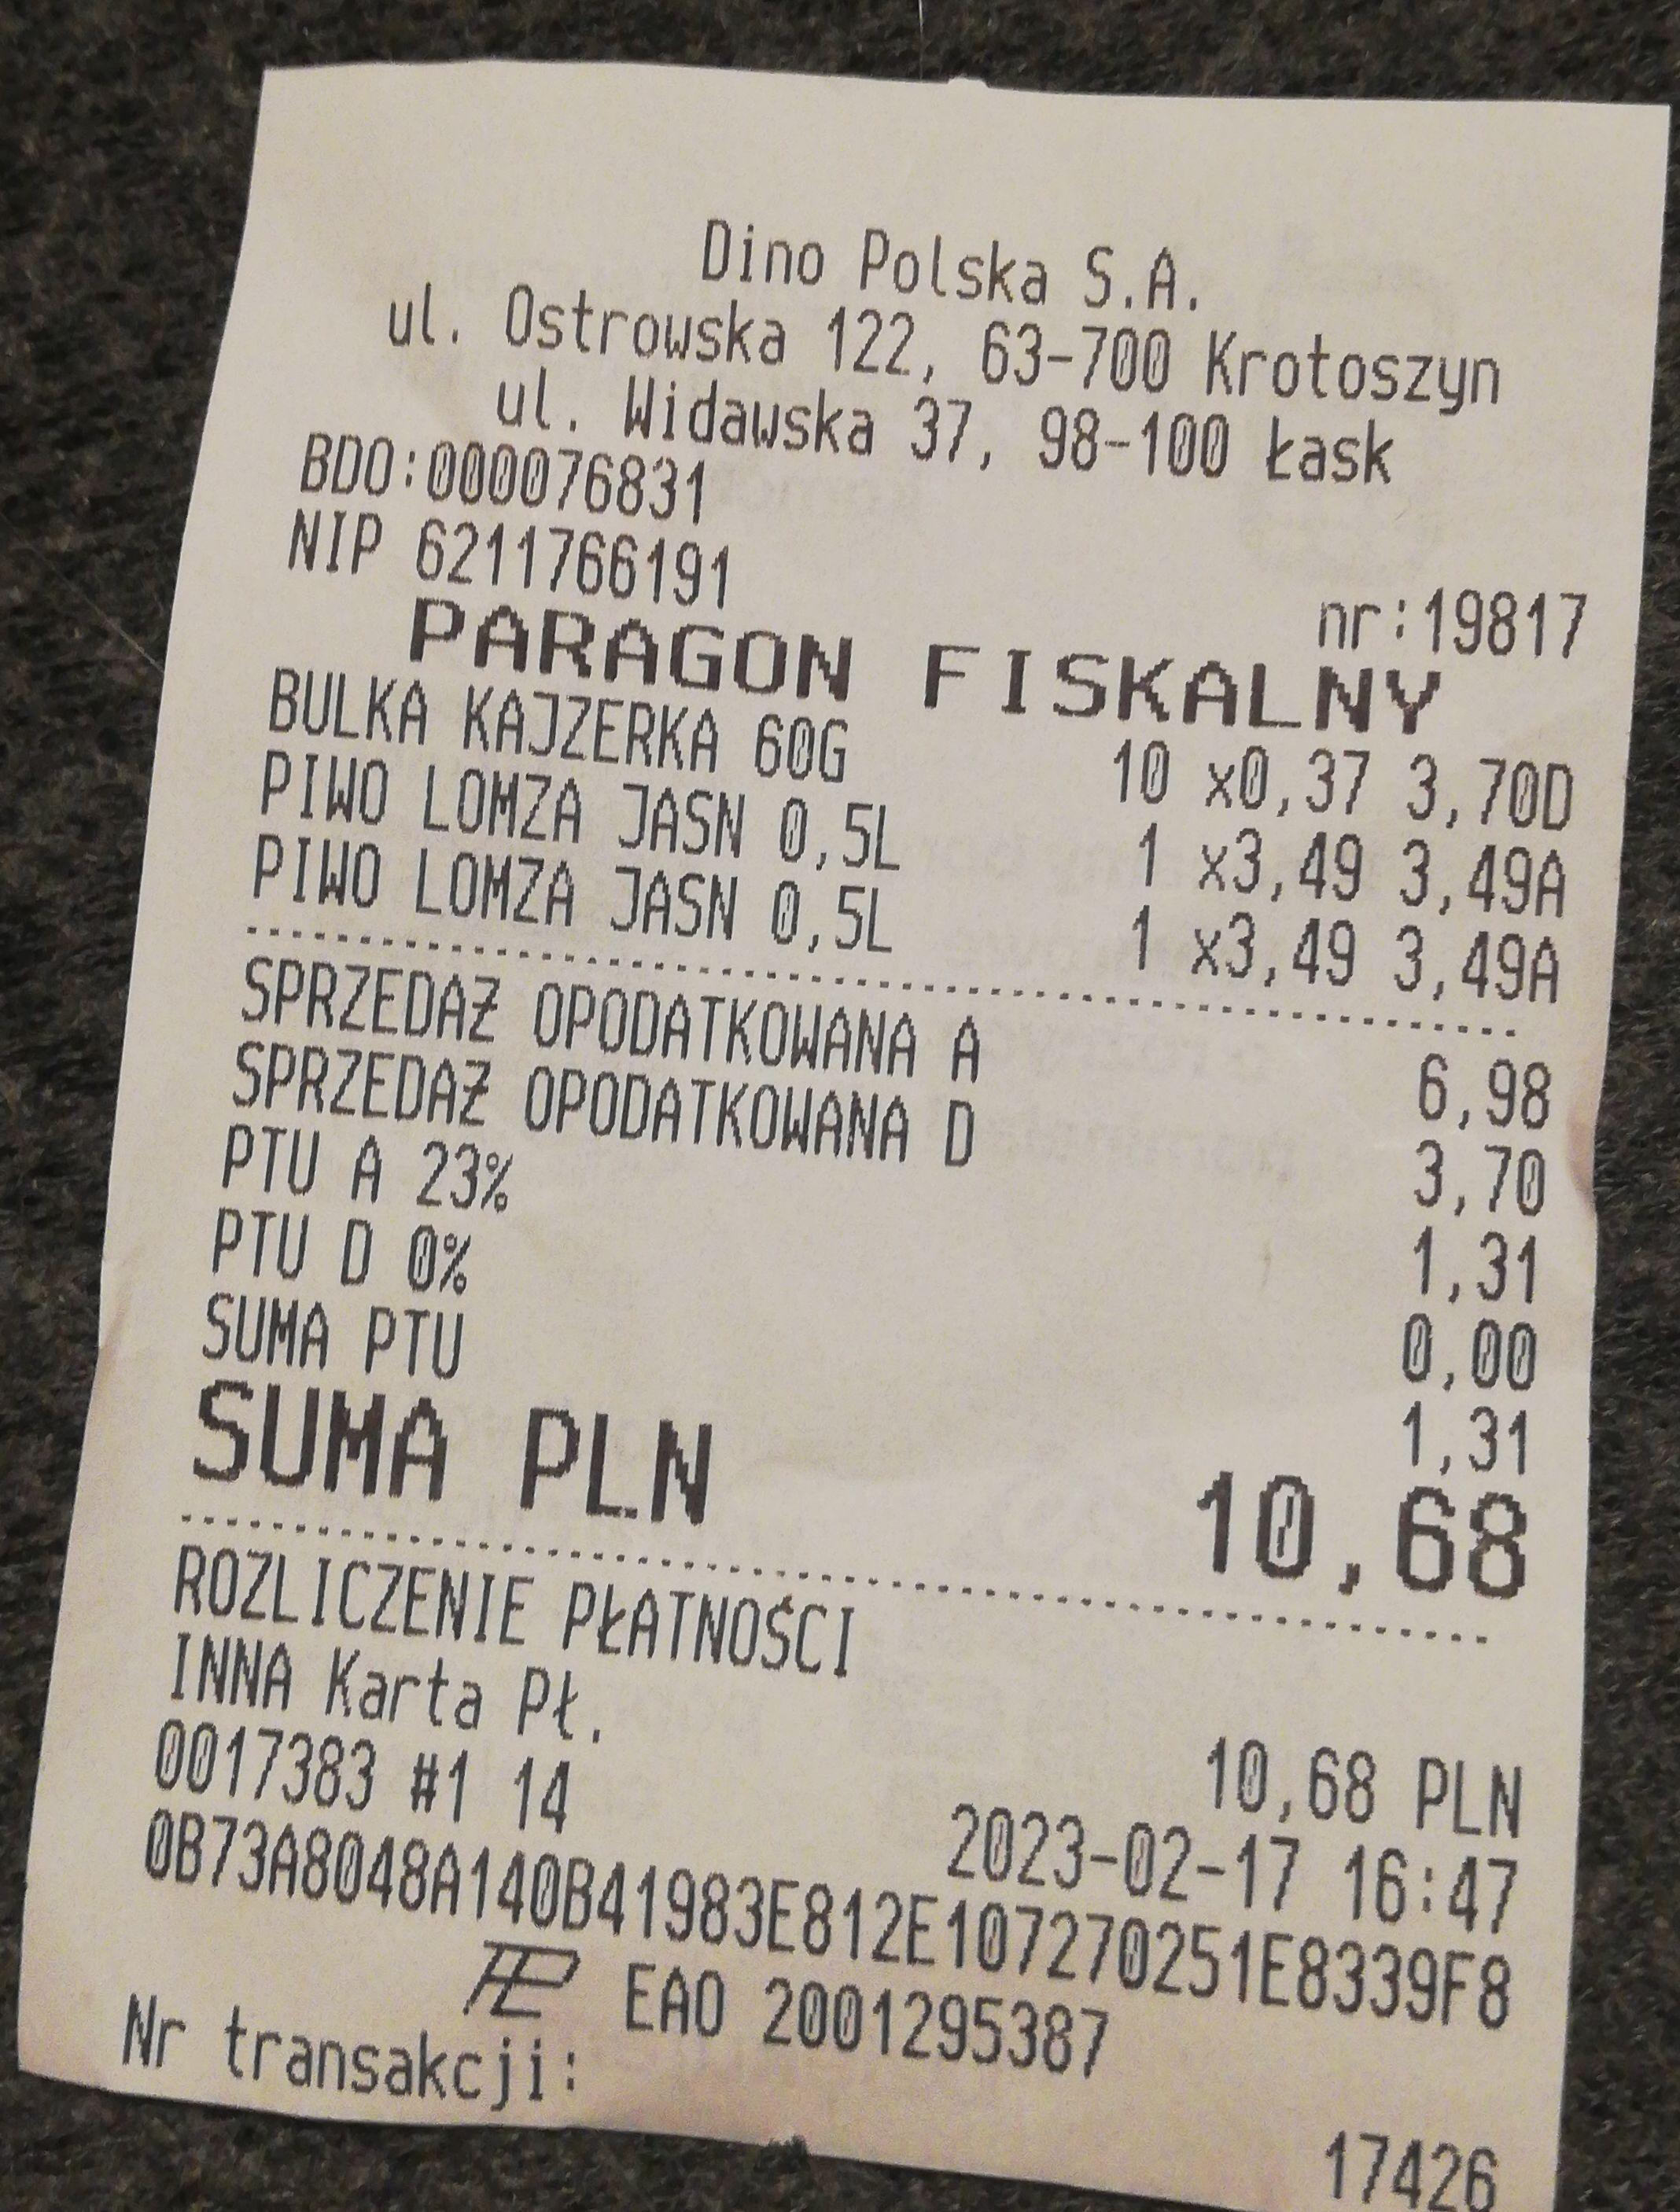 Dino Polska S.A.
ul. Ostrowska 122, 63-700 Krotoszyn
ul. Widawska 37, 98-100 Łask
BDO:000076831
NIP 6211766191
nr:19817
PARAGON FISKALNY
BULKA KAJZERKA 60G 10 x0,37 3,70D
PIWO LOMZA JASN 0,5L 1 x3,49 3,49A
PIWO LOMZA JASN 0,5L 1 x3,49 3,49A
SPRZEDAŻ OPODATKOWANA A 6,98
SPRZEDAŻ OPODATKOWANA D 3,70
PTU A 23% 1,31
PTU D 0% 0,00
SUMA PTU 1,31
SUMA PLN 10,68
ROZLICZENIE PŁATNOŚCI
INNA Karta Pł. 10,68 PLN
0017383 #1 14 2023-02-17 16:47
0B73A8048A140B41983E812E107270251E8339F8
EAO 2001295387
Nr transakcji: 17426